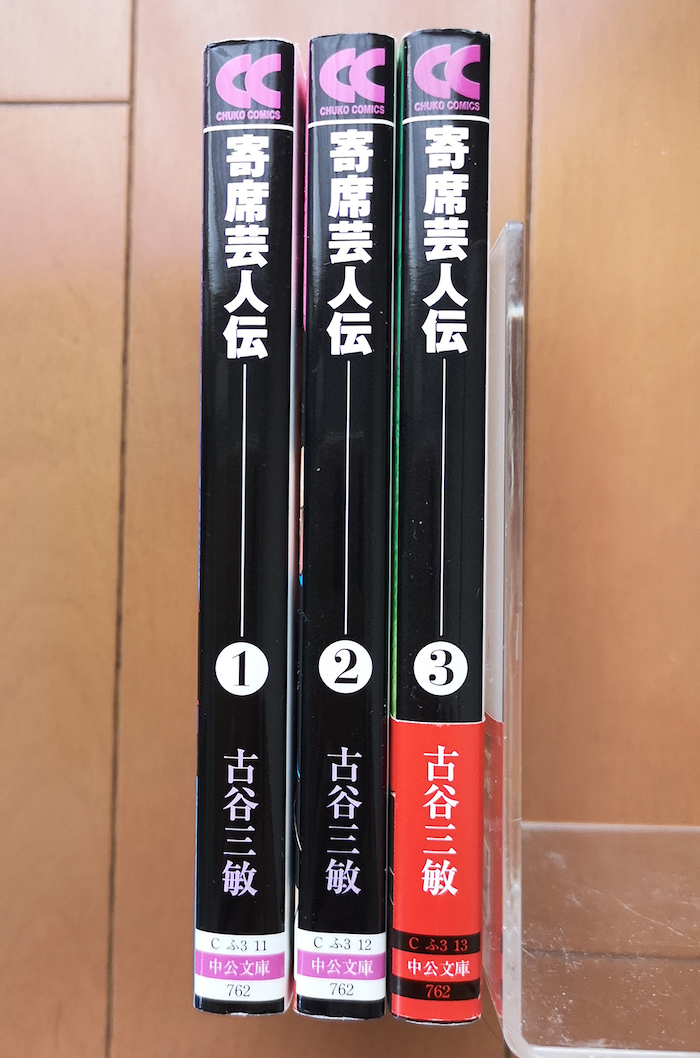 CHUKO COMICS
寄席芸人伝
1
古谷三敏
C ふ3 11
中公文庫
762
CHUKO COMICS
寄席芸人伝
2
古谷三敏
C ふ3 12
中公文庫
762
CHUKO COMICS
寄席芸人伝
3
古谷三敏
C ふ3 13
中公文庫
762